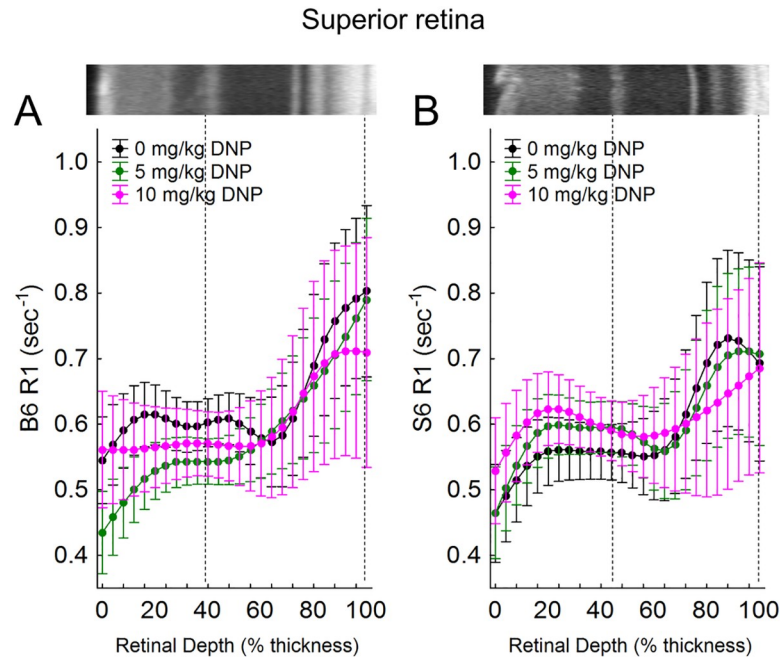 Superior retina
A
B
0 mg/kg DNP
5 mg/kg DNP
10 mg/kg DNP
0 mg/kg DNP
5 mg/kg DNP
10 mg/kg DNP
B6 R1 (sec⁻¹)
1.0
0.9
0.8
0.7
0.6
0.5
0.4
0 20 40 60 80 100
Retinal Depth (% thickness)
S6 R1 (sec⁻¹)
1.0
0.9
0.8
0.7
0.6
0.5
0.4
0 20 40 60 80 100
Retinal Depth (% thickness)